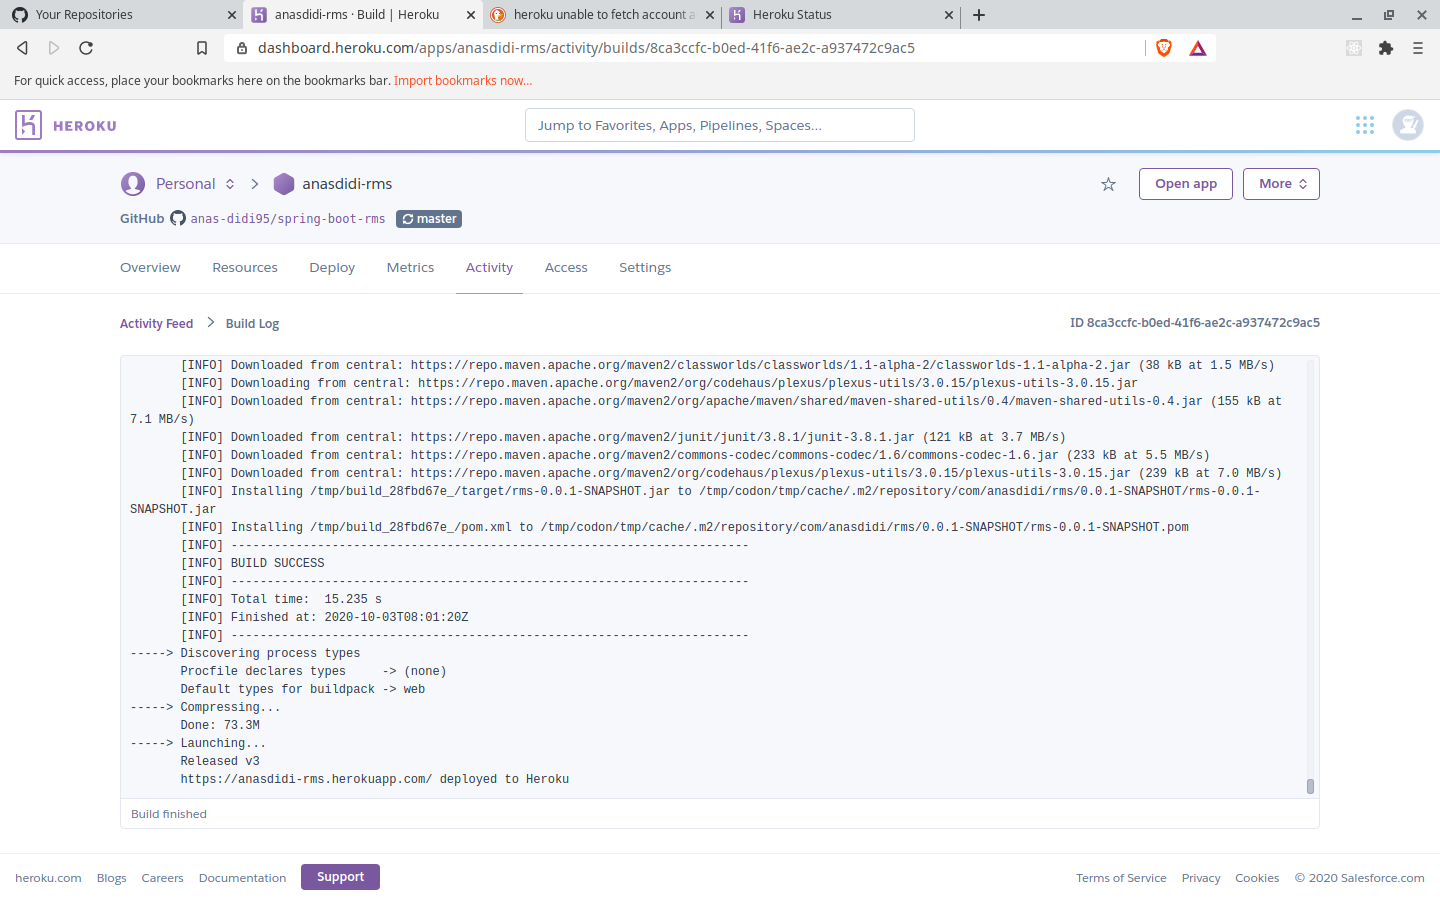 Your Repositories
anasdidi-rms · Build | Heroku
heroku unable to fetch account a
Heroku Status
dashboard.heroku.com/apps/anasdidi-rms/activity/builds/8ca3ccfc-b0ed-41f6-ae2c-a937472c9ac5
For quick access, place your bookmarks here on the bookmarks bar. Import bookmarks now...
HEROKU
Jump to Favorites, Apps, Pipelines, Spaces...
Personal
anasdidi-rms
Open app
More
GitHub anas-didi95/spring-boot-rms master
Overview Resources Deploy Metrics Activity Access Settings
Activity Feed Build Log
ID 8ca3ccfc-b0ed-41f6-ae2c-a937472c9ac5
[INFO] Downloaded from central: https://repo.maven.apache.org/maven2/classworlds/classworlds/1.1-alpha-2/classworlds-1.1-alpha-2.jar (38 kB at 1.5 MB/s)
[INFO] Downloading from central: https://repo.maven.apache.org/maven2/org/codehaus/plexus/plexus-utils/3.0.15/plexus-utils-3.0.15.jar
[INFO] Downloaded from central: https://repo.maven.apache.org/maven2/org/apache/maven/shared/maven-shared-utils/0.4/maven-shared-utils-0.4.jar (155 kB at
7.1 MB/s)
[INFO] Downloaded from central: https://repo.maven.apache.org/maven2/junit/junit/3.8.1/junit-3.8.1.jar (121 kB at 3.7 MB/s)
[INFO] Downloaded from central: https://repo.maven.apache.org/maven2/commons-codec/commons-codec/1.6/commons-codec-1.6.jar (233 kB at 5.5 MB/s)
[INFO] Downloaded from central: https://repo.maven.apache.org/maven2/org/codehaus/plexus/plexus-utils/3.0.15/plexus-utils-3.0.15.jar (239 kB at 7.0 MB/s)
[INFO] Installing /tmp/build_28fbd67e_/target/rms-0.0.1-SNAPSHOT.jar to /tmp/codon/tmp/cache/.m2/repository/com/anasdidi/rms/0.0.1-SNAPSHOT/rms-0.0.1-
SNAPSHOT.jar
[INFO] Installing /tmp/build_28fbd67e_/pom.xml to /tmp/codon/tmp/cache/.m2/repository/com/anasdidi/rms/0.0.1-SNAPSHOT/rms-0.0.1-SNAPSHOT.pom
[INFO] ------------------------------------------------------------------------
[INFO] BUILD SUCCESS
[INFO] ------------------------------------------------------------------------
[INFO] Total time:  15.235 s
[INFO] Finished at: 2020-10-03T08:01:20Z
[INFO] ------------------------------------------------------------------------
-----> Discovering process types
Procfile declares types     -> (none)
Default types for buildpack -> web
-----> Compressing...
Done: 73.3M
-----> Launching...
Released v3
https://anasdidi-rms.herokuapp.com/ deployed to Heroku
Build finished
heroku.com Blogs Careers Documentation Support
Terms of Service Privacy Cookies © 2020 Salesforce.com